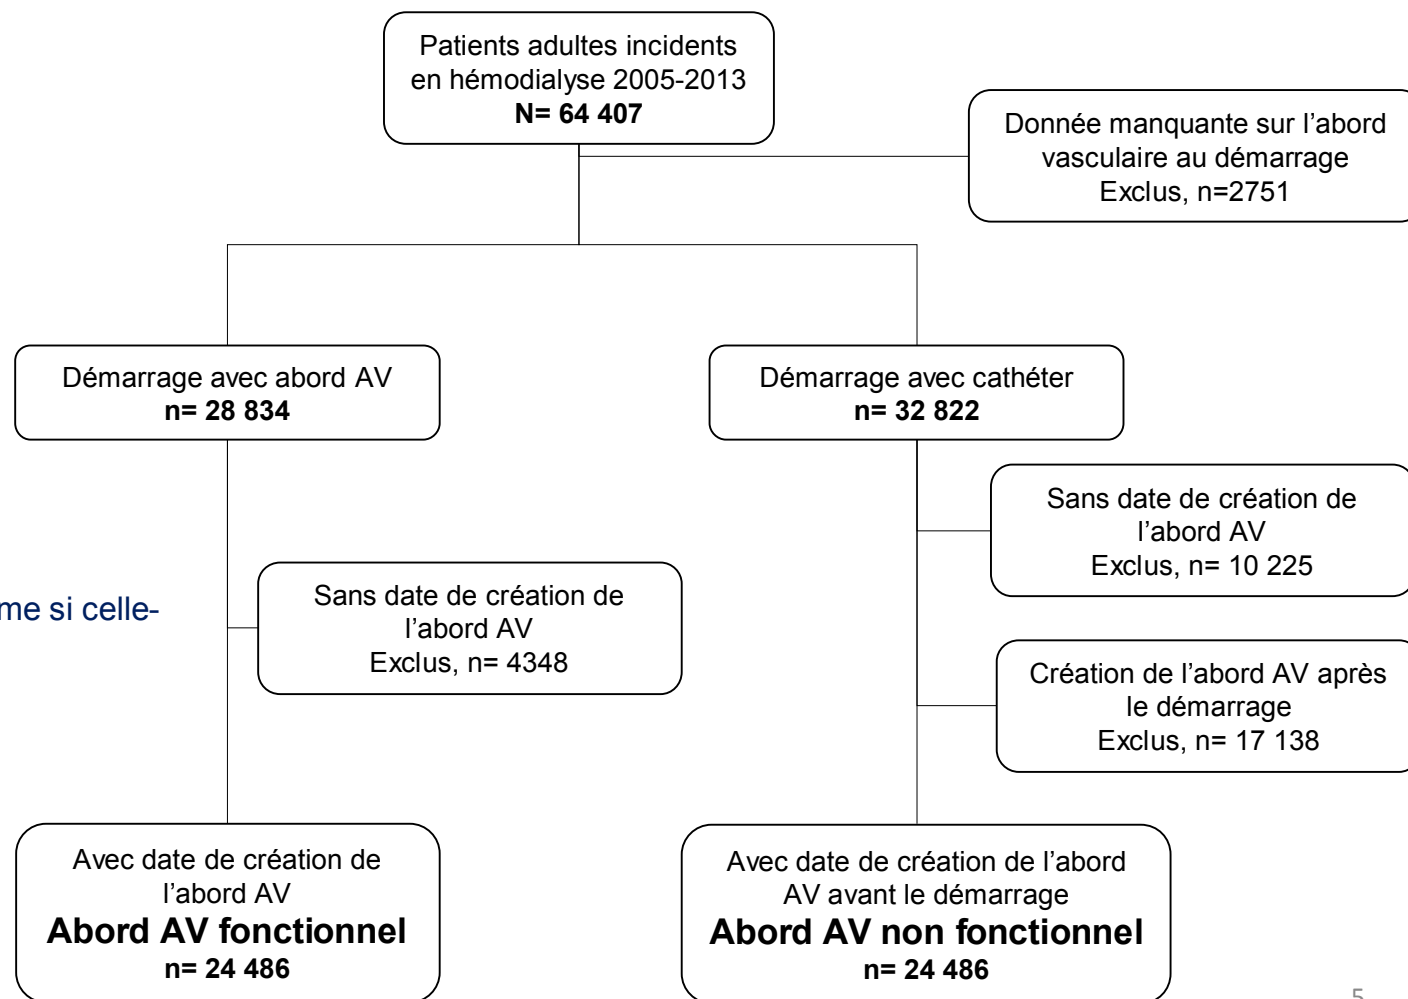 Patients adultes incidents
en hémodialyse 2005-2013
N= 64 407
Donnée manquante sur l’abord
vasculaire au démarrage
Exclus, n=2751
Démarrage avec abord AV
n= 28 834
Démarrage avec cathéter
n= 32 822
Sans date de création de
l’abord AV
Exclus, n= 10 225
me si celle-
Sans date de création de
l’abord AV
Exclus, n= 4348
Création de l’abord AV après
le démarrage
Exclus, n= 17 138
Avec date de création de
l’abord AV
Abord AV fonctionnel
n= 24 486
Avec date de création de l’abord
AV avant le démarrage
Abord AV non fonctionnel
n= 24 486
5